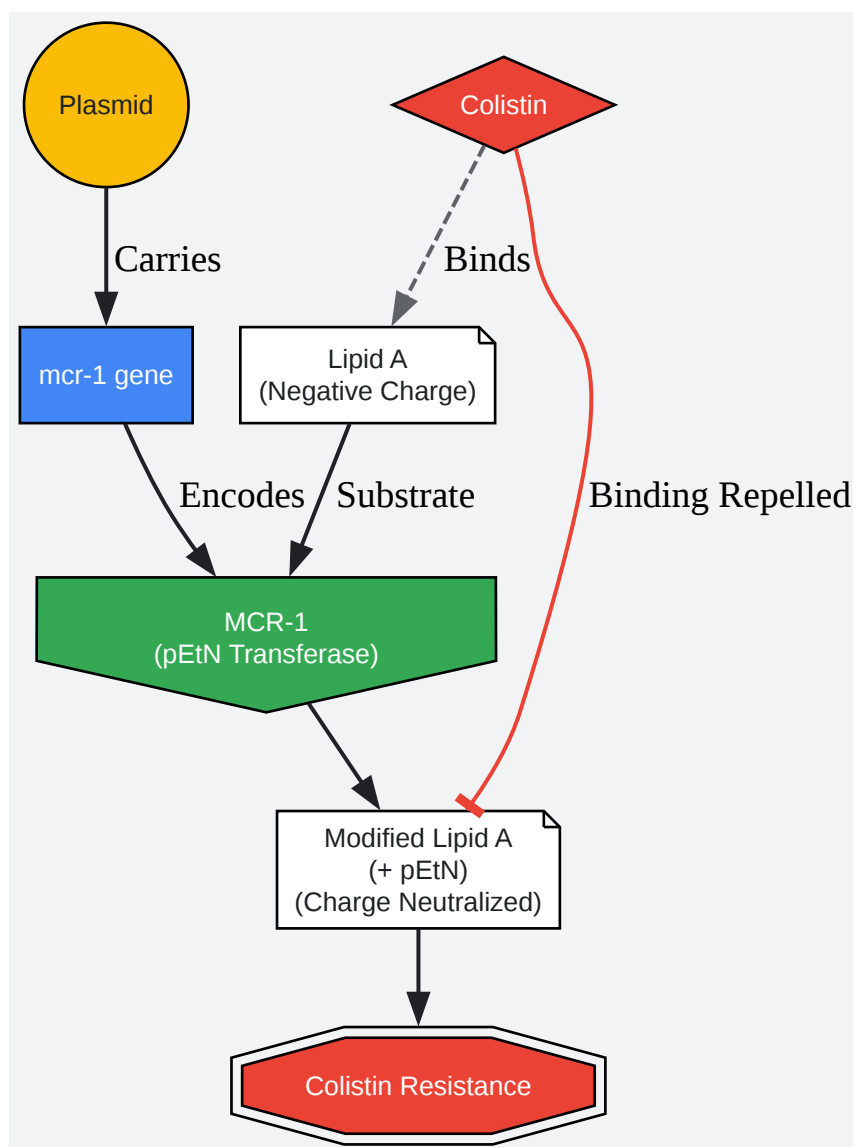 Plasmid
Colistin
Carries
Binds
mcr-1 gene
Lipid A
(Negative Charge)
Encodes
Substrate
Binding Repelled
MCR-1
(pEtN Transferase)
Modified Lipid A
(+ pEtN)
(Charge Neutralized)
Colistin Resistance